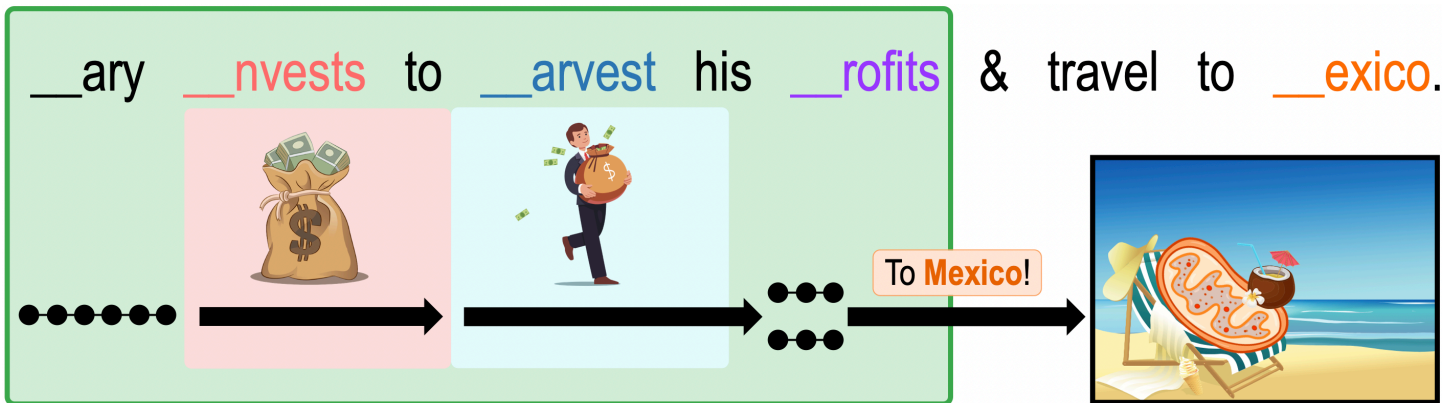 __ary __nvests to __arvest his __rofits & travel to __exico.
$
$
To Mexico!